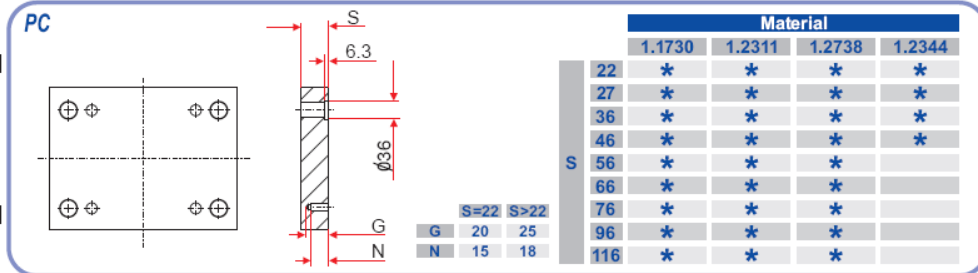 PC
S
6.3
Ø36
G
N
S=22 S>22
G 20 25
N 15 18
Material
1.1730 1.2311 1.2738 1.2344
S
22 * * * *
27 * * * *
36 * * * *
46 * * * *
56 * * *
66 * * *
76 * * *
96 * * *
116 * * *